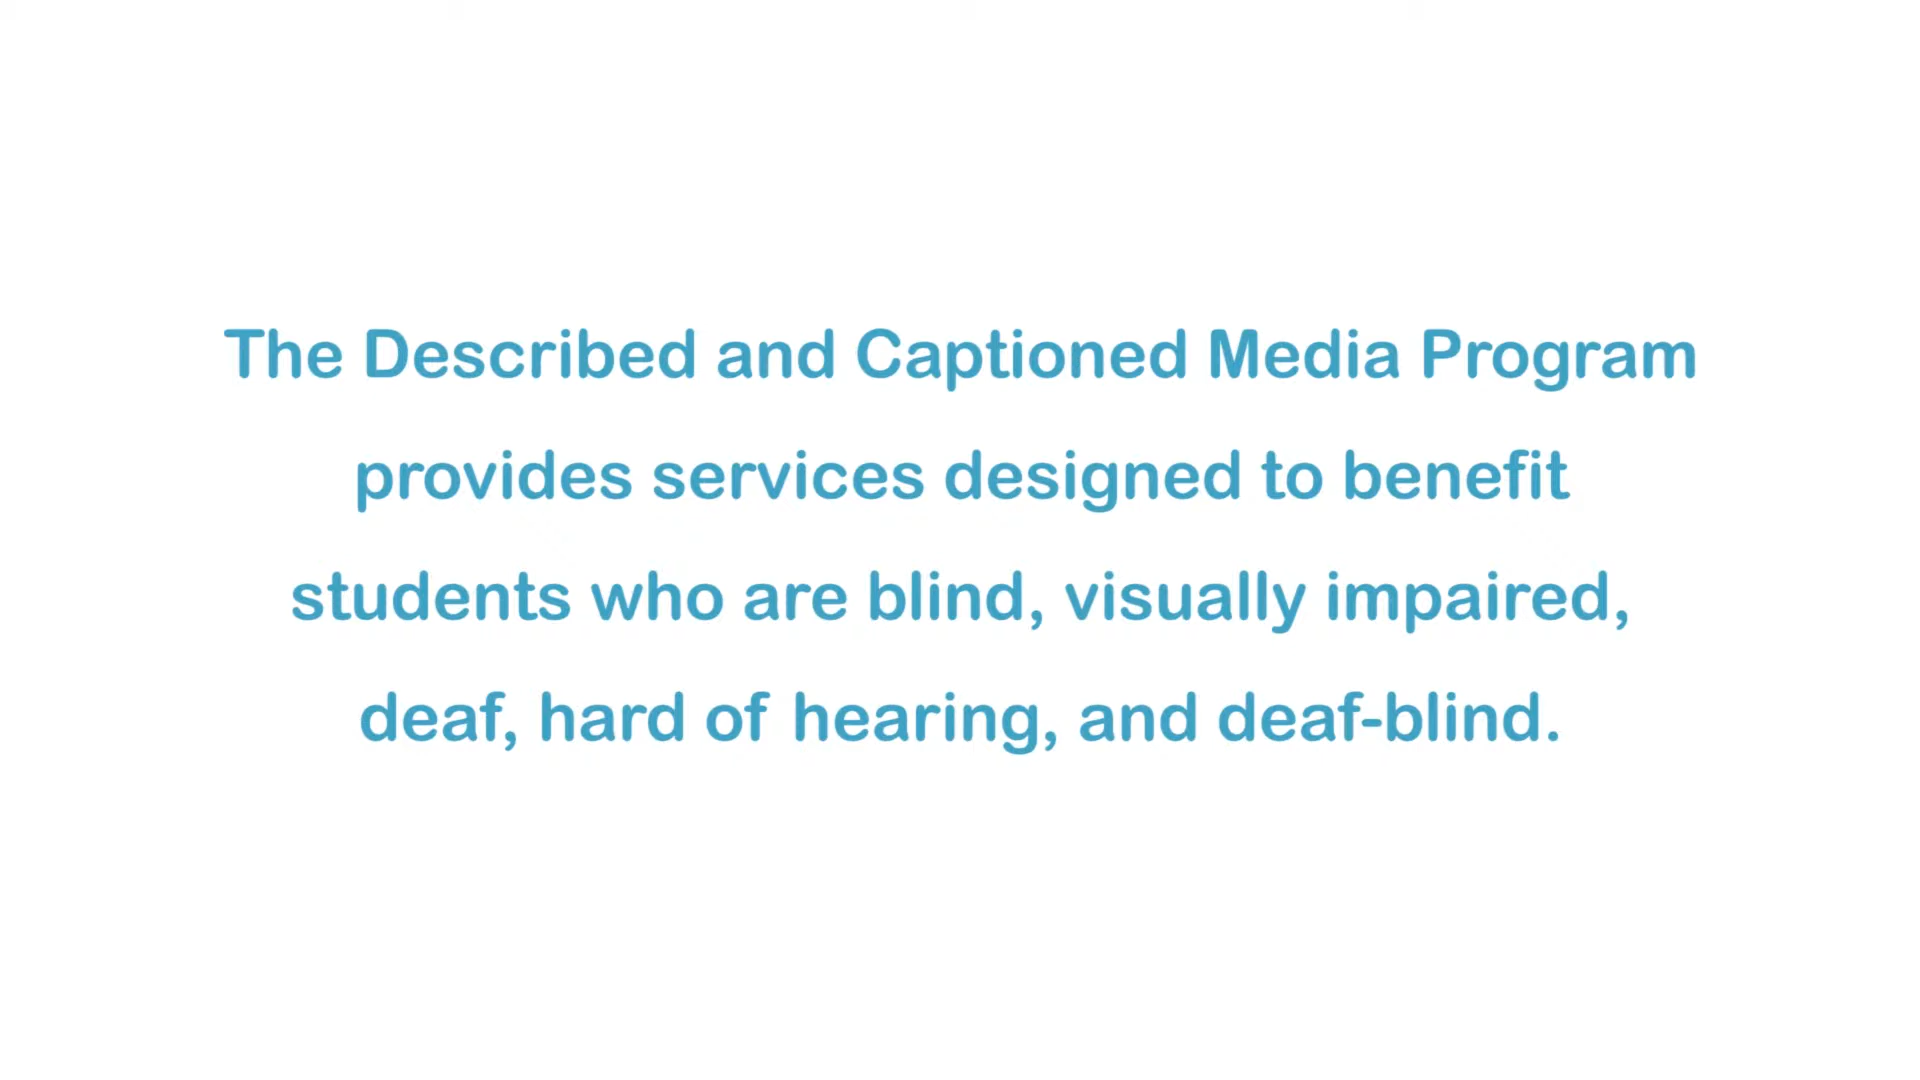 The Described and Captioned Media Program
provides services designed to benefit
students who are blind, visually impaired,
deaf, hard of hearing, and deaf-blind.